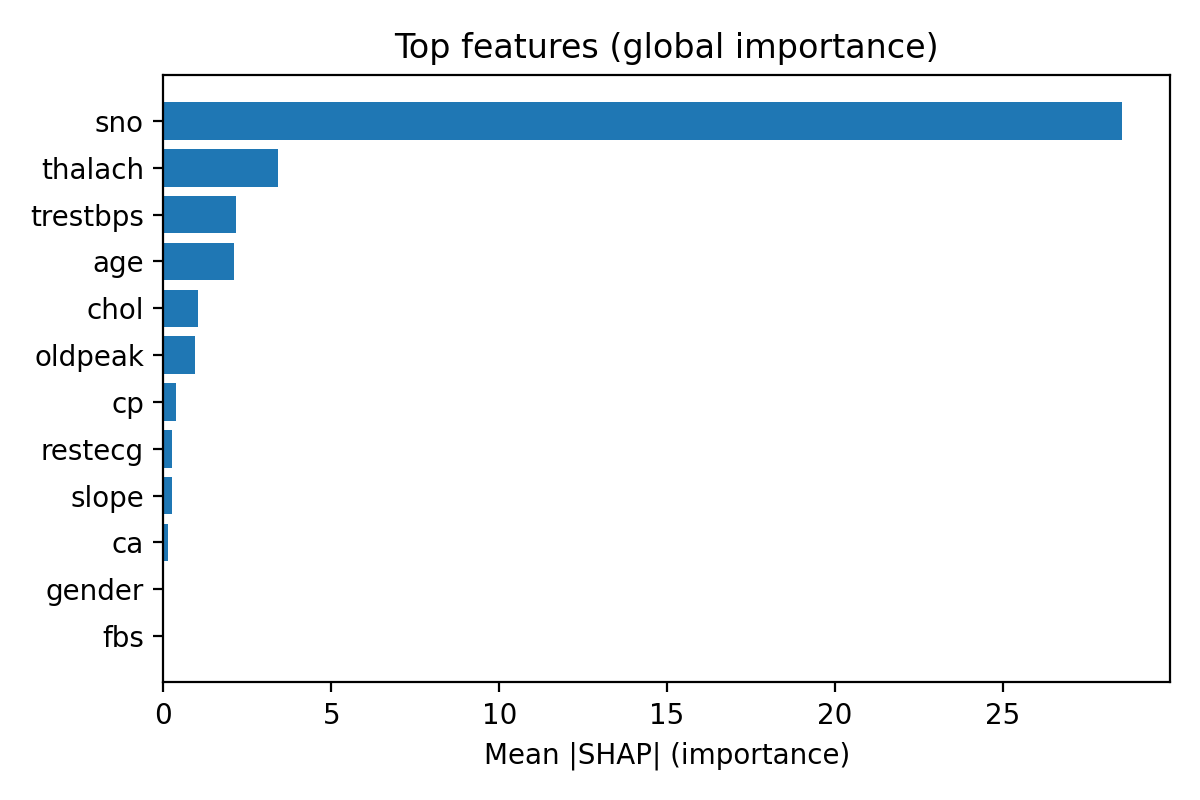 Top features (global importance)
sno
thalach
trestbps
age
chol
oldpeak
cp
restecg
slope
ca
gender
fbs
0 5 10 15 20 25
Mean |SHAP| (importance)